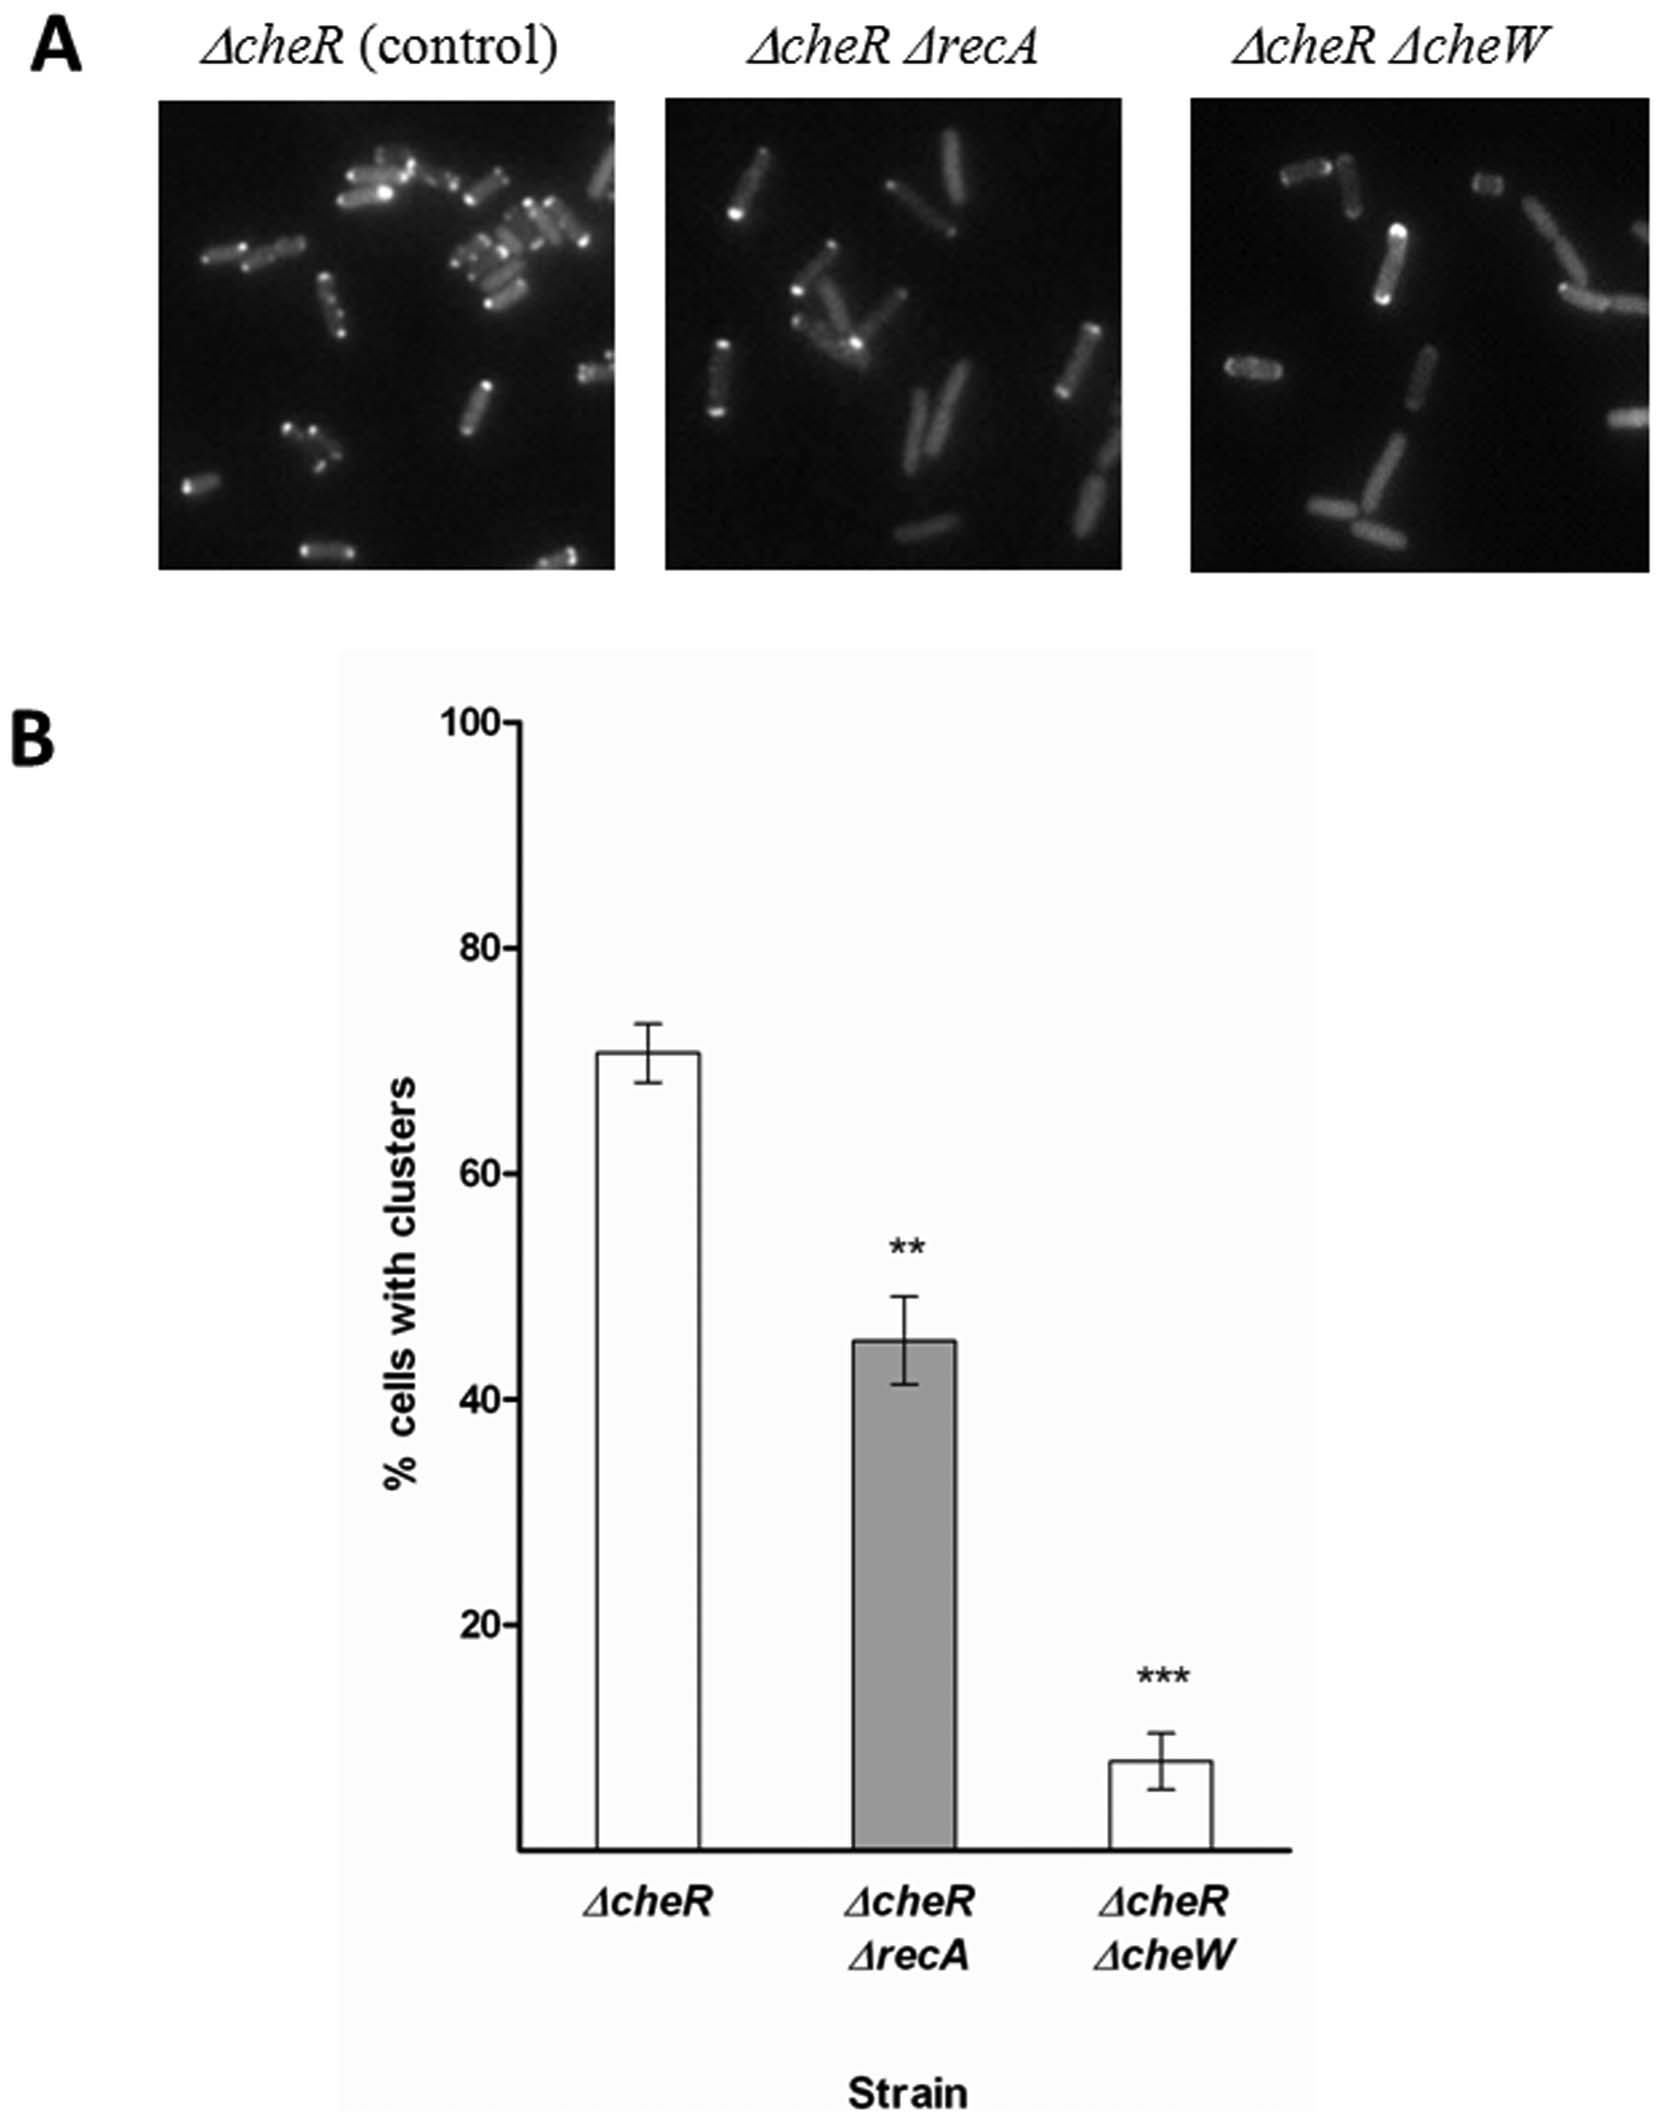 A
ΔcheR (control)
ΔcheR ΔrecA
ΔcheR ΔcheW
B
100
80
60
40
20
% cells with clusters
**
***
ΔcheR
ΔcheR
ΔrecA
ΔcheR
ΔcheW
Strain